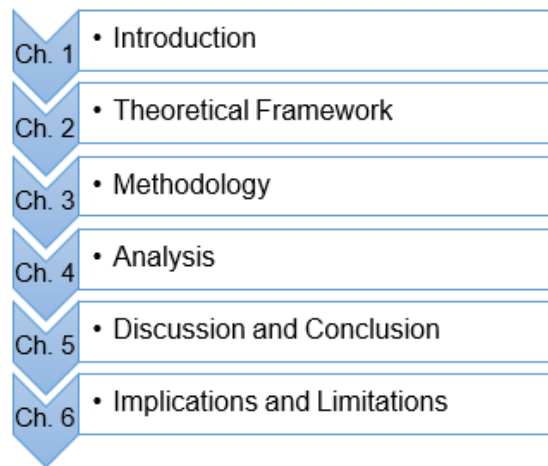 Ch. 1
• Introduction
Ch. 2
• Theoretical Framework
Ch. 3
• Methodology
Ch. 4
• Analysis
Ch. 5
• Discussion and Conclusion
Ch. 6
• Implications and Limitations